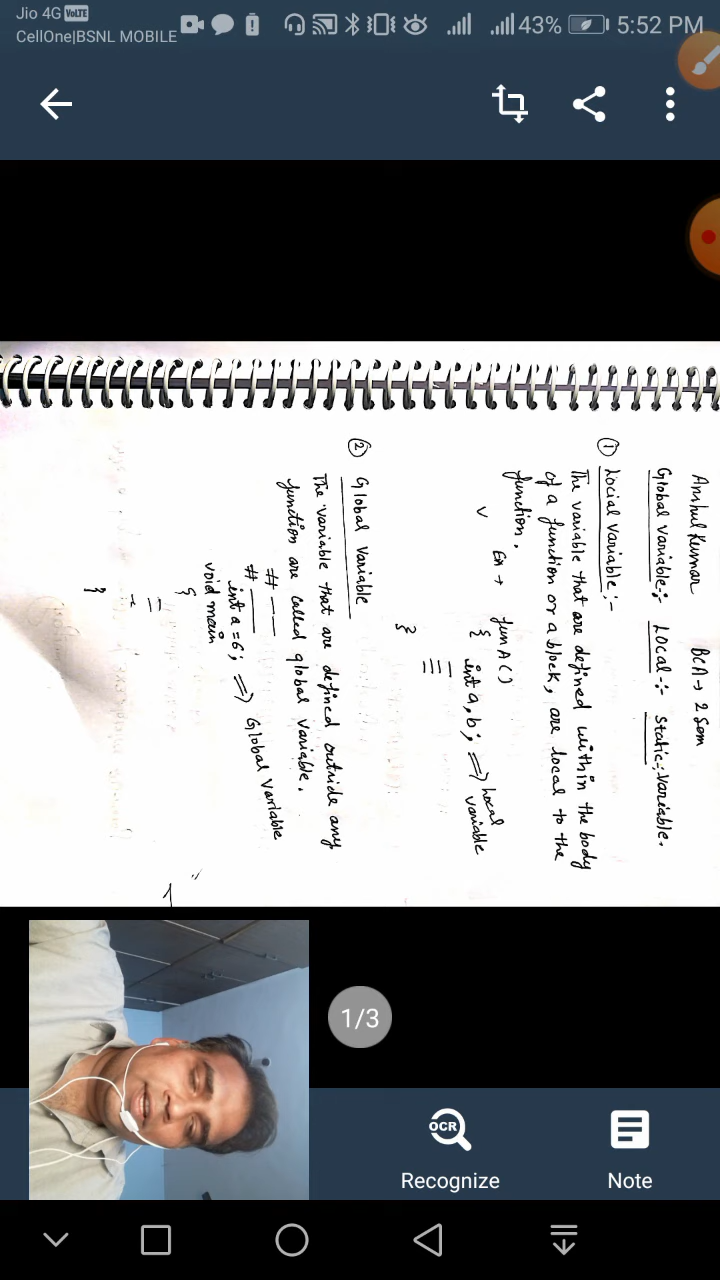 Jio 4G VoLTE
CellOne|BSNL MOBILE
43% 5:52 PM
Anshul Kumar BCA→ 2 Sem
Global variable:- Local -:- Static-:Variable.
① Local Variable:-
The variable that are defined within the body
of a function or a block, are local to the
function.
Ex → fun A()
{
int a, b; ⇒ Local
variable
}
② Global Variable
The variable that are defined outside any
function are called global variable.
#——
#——
int a = 6; ⇒ Global Variable
void main
{
}
1/3
OCR
Recognize
Note